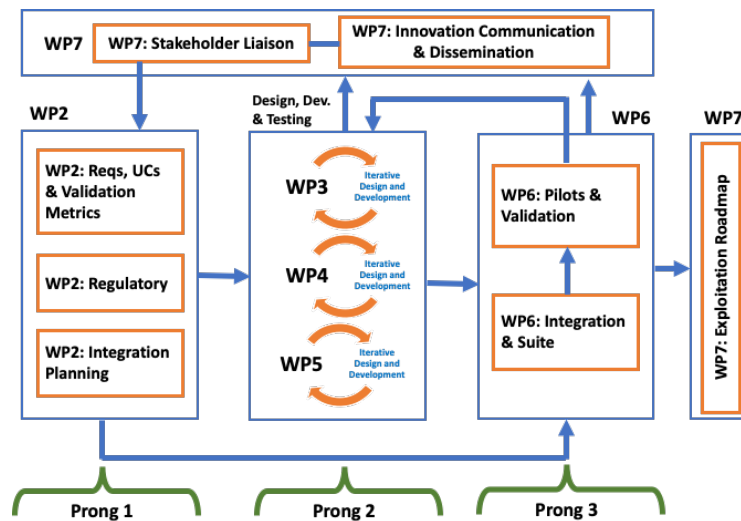 WP7
WP7: Stakeholder Liaison
WP7: Innovation Communication
& Dissemination
WP2
Design, Dev.
& Testing
WP6
WP7
WP2: Reqs, UCs
& Validation
Metrics
WP2: Regulatory
WP2: Integration
Planning
WP3
Iterative
Design and
Development
WP4
Iterative
Design and
Development
WP5
Iterative
Design and
Development
WP6: Pilots &
Validation
WP6: Integration
& Suite
WP7: Exploitation Roadmap
Prong 1
Prong 2
Prong 3